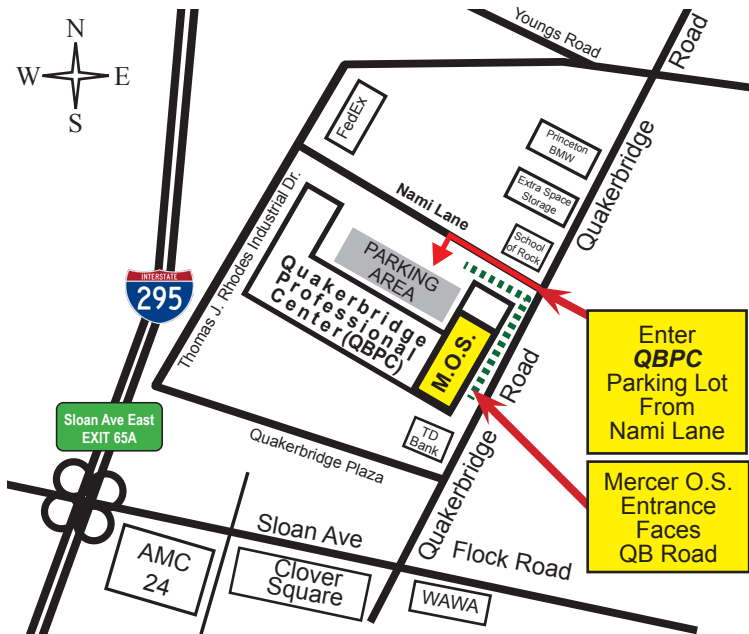 N
W
E
S
Youngs Road
Road
Quakerbridge
FedEx
Princeton
BMW
Extra Space
Storage
School
of Rock
Nami Lane
Thomas J. Rhodes Industrial Dr.
PARKING
AREA
Quakerbridge
Professional
Center(QBPC)
M.O.S.
INTERSTATE
295
Enter
QBPC
Parking Lot
From
Nami Lane
Road
Quakerbridge
TD
Bank
Sloan Ave East
EXIT 65A
Quakerbridge Plaza
Mercer O.S.
Entrance
Faces
QB Road
Sloan Ave
Flock Road
AMC
24
Clover
Square
WAWA